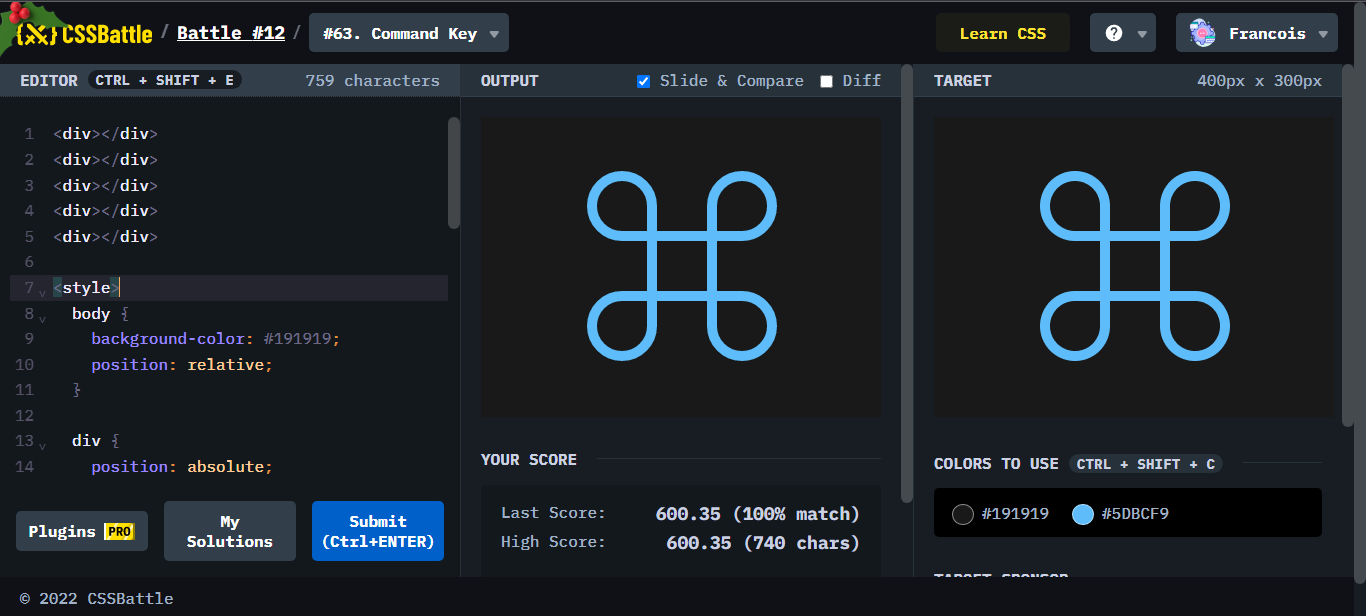 {X} CSSBattle / Battle #12 / #63. Command Key Learn CSS ? Francois
EDITOR CTRL + SHIFT + E 759 characters
OUTPUT Slide & Compare Diff
TARGET 400px x 300px
1 <div></div>
2 <div></div>
3 <div></div>
4 <div></div>
5 <div></div>
6
7 <style>
8 body {
9 background-color: #191919;
10 position: relative;
11 }
12
13 div {
14 position: absolute;
Plugins PRO
My
Solutions
Submit
(Ctrl+ENTER)
YOUR SCORE
Last Score: 600.35 (100% match)
High Score: 600.35 (740 chars)
COLORS TO USE CTRL + SHIFT + C
#191919 #5DBCF9
TARGET SPONSOR
© 2022 CSSBattle